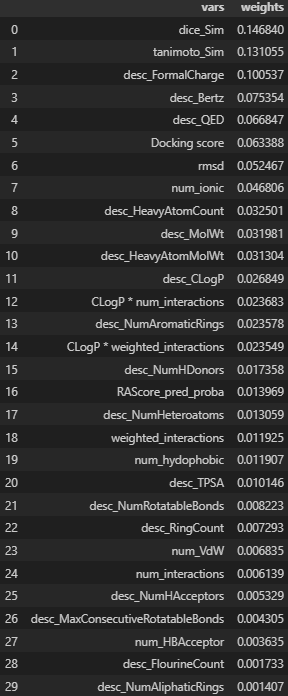 vars weights
0 dice_Sim 0.146840
1 tanimoto_Sim 0.131055
2 desc_FormalCharge 0.100537
3 desc_Bertz 0.075354
4 desc_QED 0.066847
5 Docking score 0.063388
6 rmsd 0.052467
7 num_ionic 0.046806
8 desc_HeavyAtomCount 0.032501
9 desc_MolWt 0.031981
10 desc_HeavyAtomMolWt 0.031304
11 desc_CLogP 0.026849
12 CLogP * num_interactions 0.023683
13 desc_NumAromaticRings 0.023578
14 CLogP * weighted_interactions 0.023549
15 desc_NumHDonors 0.017358
16 RAScore_pred_proba 0.013969
17 desc_NumHeteroatoms 0.013059
18 weighted_interactions 0.011925
19 num_hydophobic 0.011907
20 desc_TPSA 0.010146
21 desc_NumRotatableBonds 0.008223
22 desc_RingCount 0.007293
23 num_VdW 0.006835
24 num_interactions 0.006139
25 desc_NumHAcceptors 0.005329
26 desc_MaxConsecutiveRotatableBonds 0.004305
27 num_HBAcceptor 0.003635
28 desc_FlourineCount 0.001733
29 desc_NumAliphaticRings 0.001407